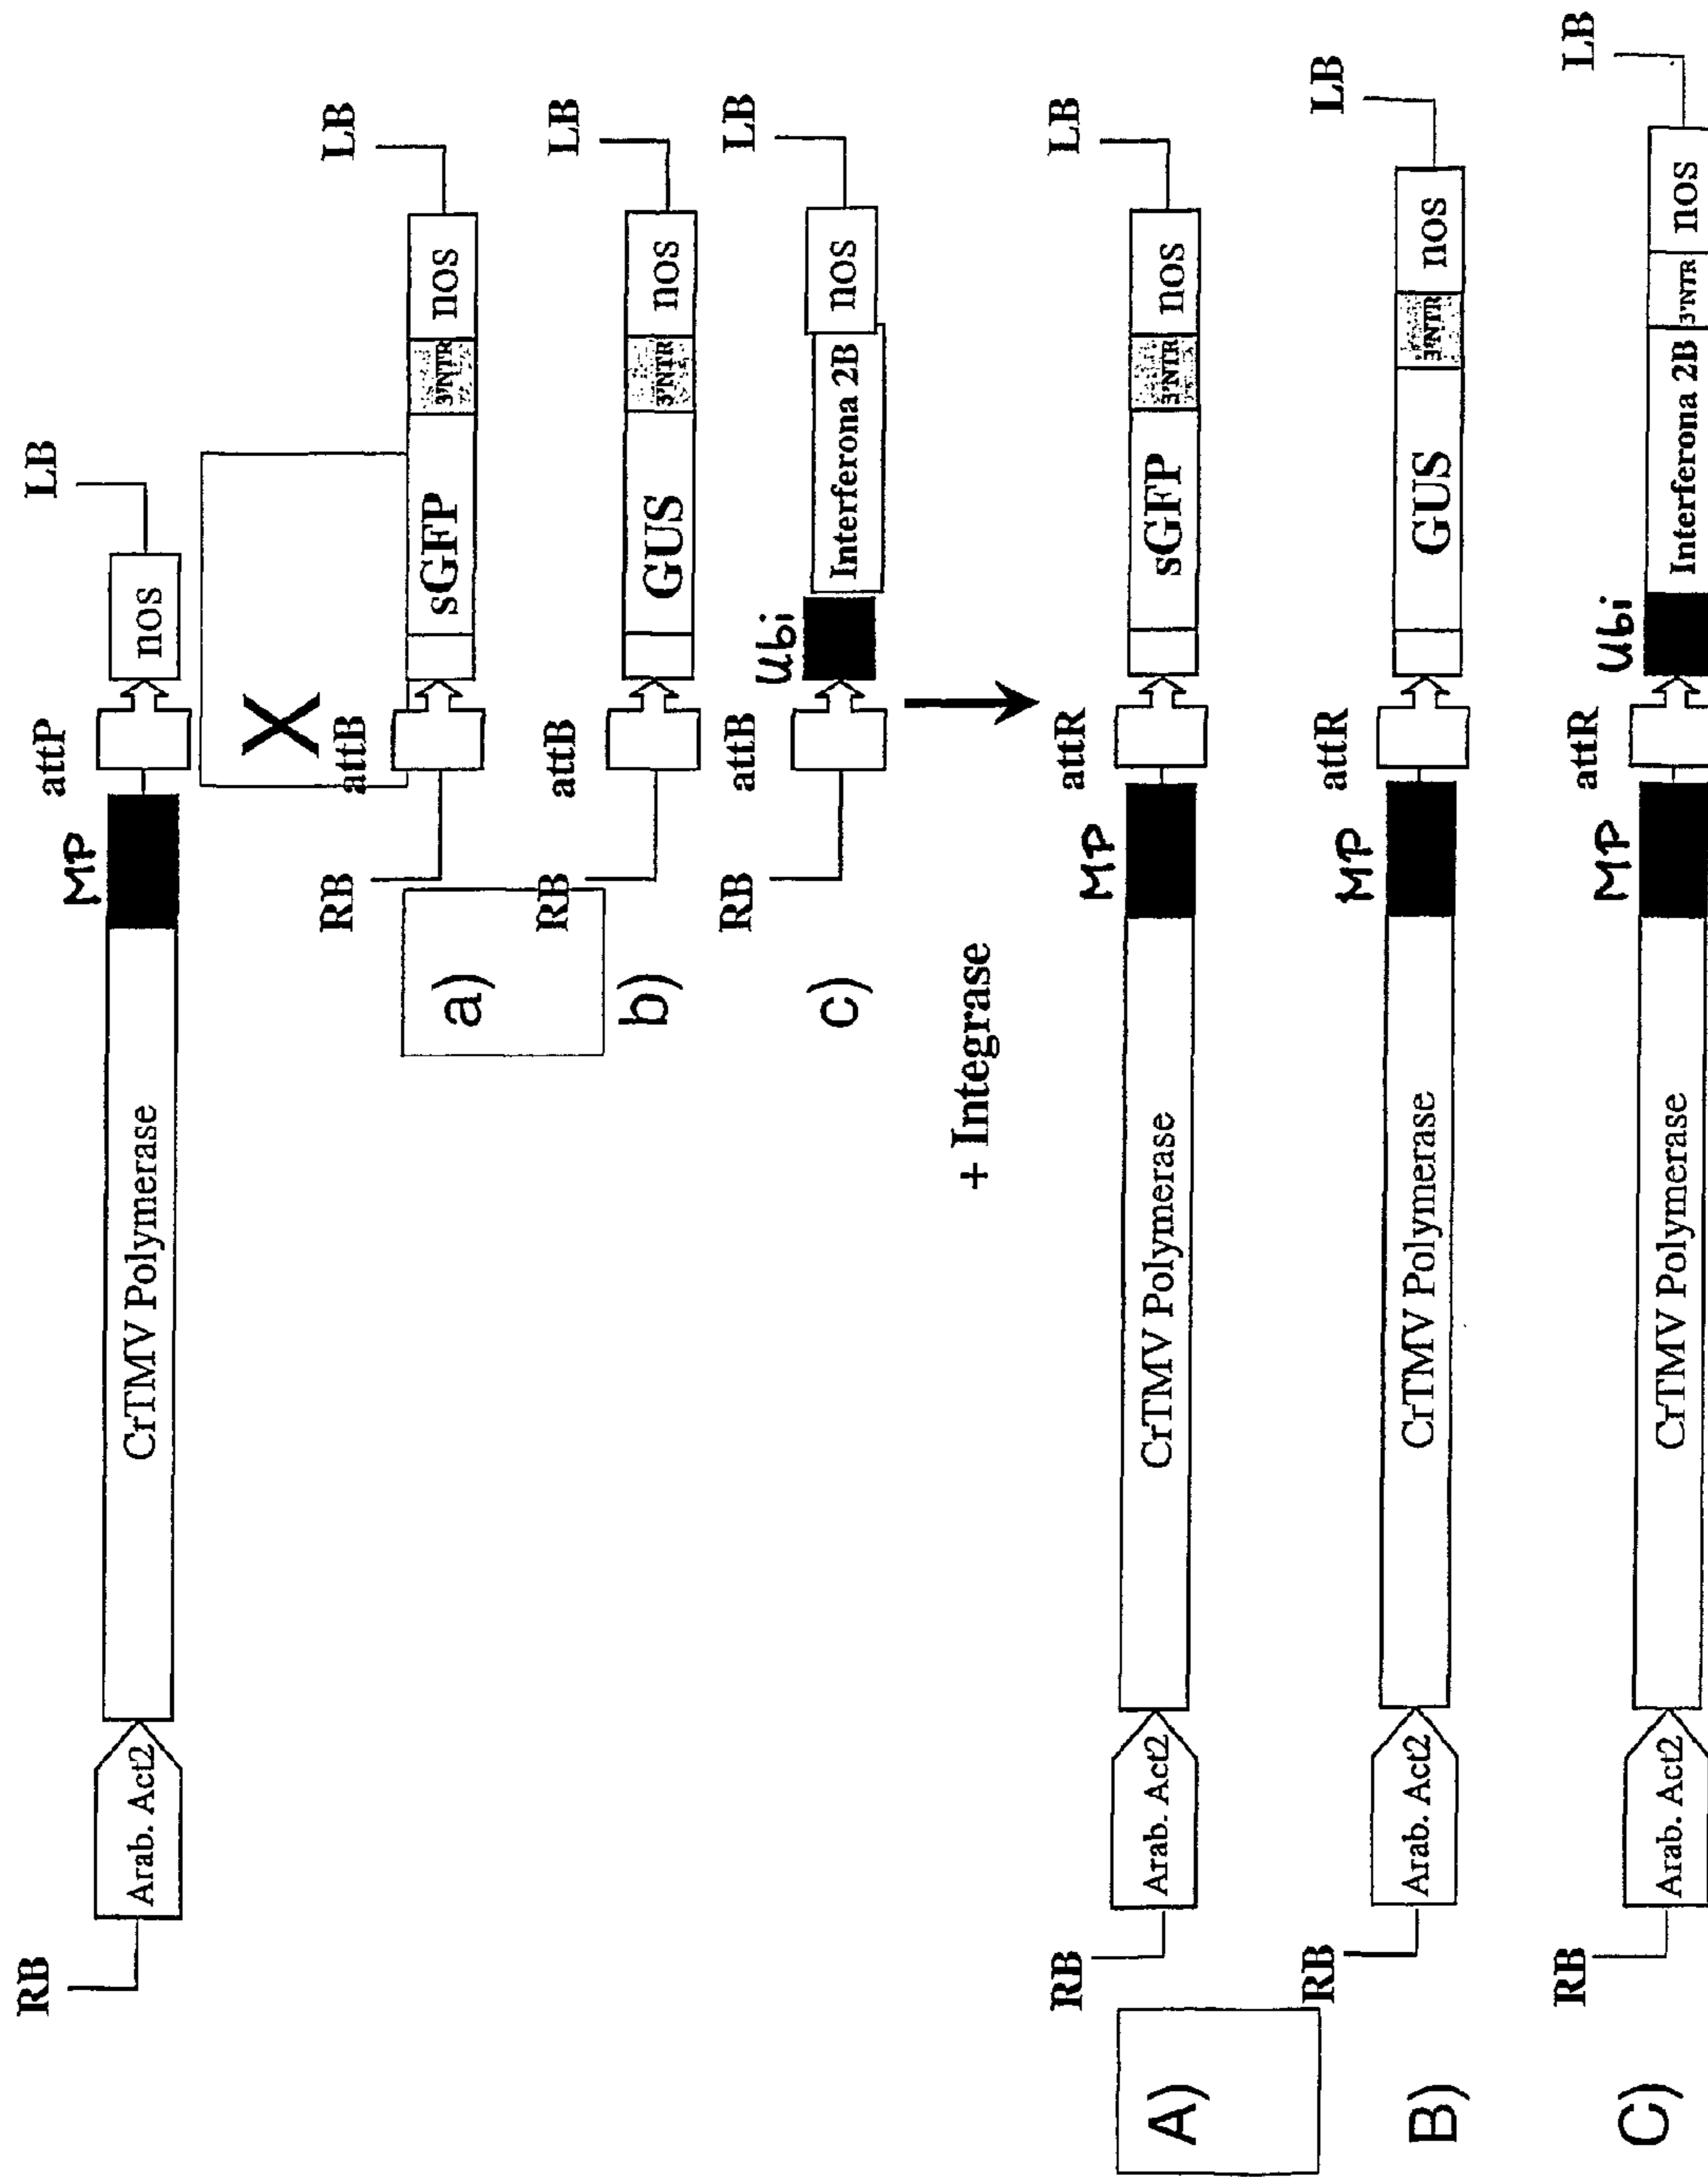 RB Arab. Act2 CrTMV Polymerase MP attP nos LB
X
a) RB attB sGFP 3'NTR nos LB
b) RB attB GUS 3'NTR nos LB
c) RB attB Ubi Interferona 2B nos LB
+ Integrase
A) RB Arab. Act2 CrTMV Polymerase MP attR sGFP 3'NTR nos LB
B) RB Arab. Act2 CrTMV Polymerase MP attR GUS 3'NTR nos LB
C) RB Arab. Act2 CrTMV Polymerase MP attR Ubi Interferona 2B 3'NTR nos LB